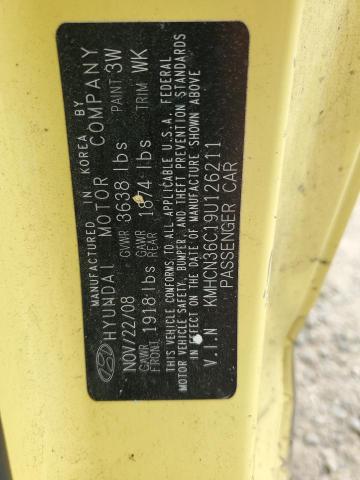 MANUFACTURED IN KOREA BY
HYUNDAI MOTOR COMPANY
NOV/22/08 GVWR 3638 lbs PAINT 3W
GAWR FRONT 1918 lbs GAWR REAR 1874 lbs TRIM WK
THIS VEHICLE CONFORMS TO ALL APPLICABLE U.S.A. FEDERAL
MOTOR VEHICLE SAFETY, BUMPER, AND THEFT PREVENTION STANDARDS
IN EFFECT ON THE DATE OF MANUFACTURE SHOWN ABOVE.
V.I.N KMHCN36C19U126211
PASSENGER CAR